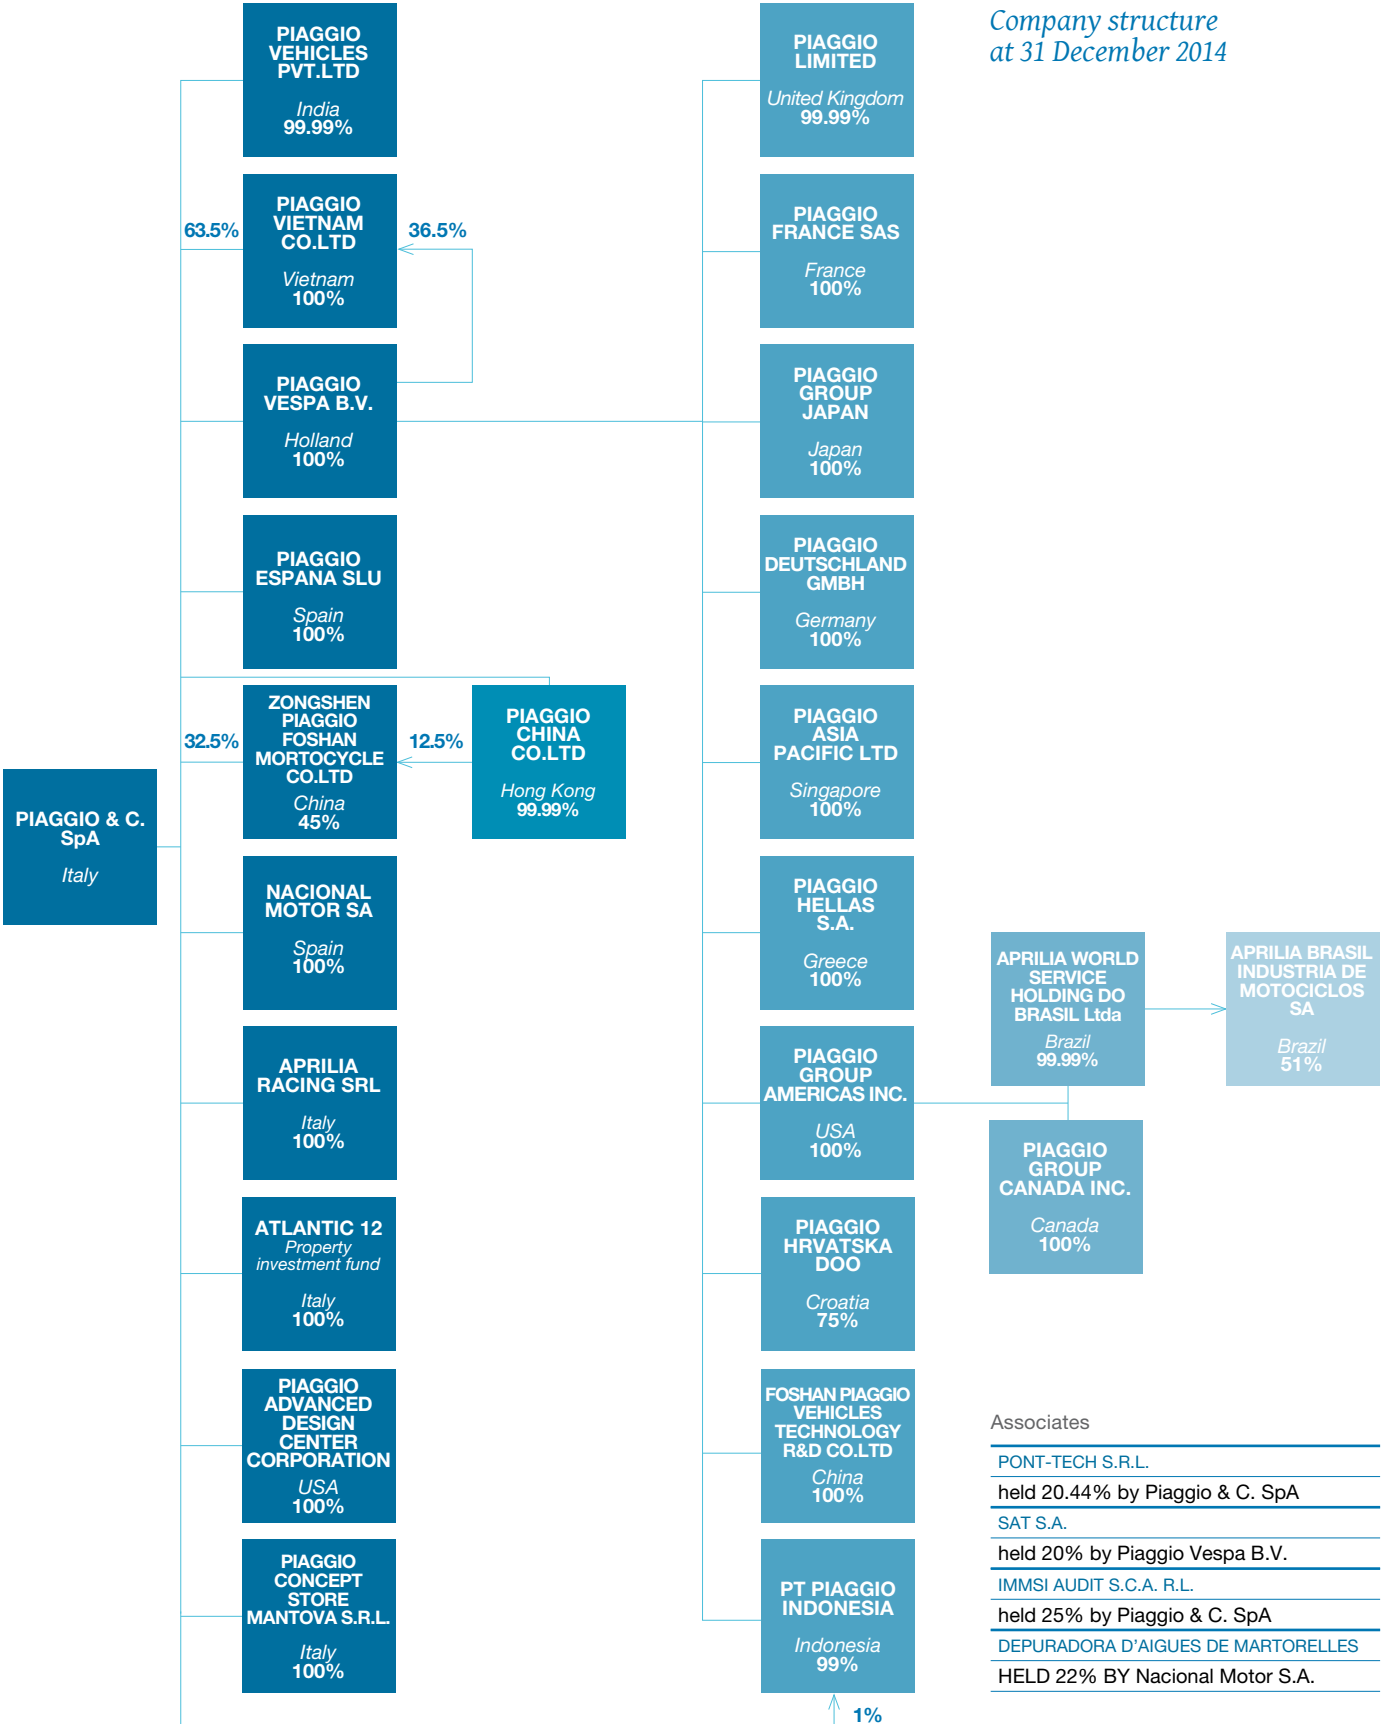 Company structure
at 31 December 2014
PIAGGIO & C.
SpA
Italy
PIAGGIO
VEHICLES
PVT.LTD
India
99.99%
63.5%
PIAGGIO
VIETNAM
CO.LTD
Vietnam
100%
36.5%
PIAGGIO
VESPA B.V.
Holland
100%
PIAGGIO
ESPANA SLU
Spain
100%
32.5%
ZONGSHEN
PIAGGIO
FOSHAN
MORTOCYCLE
CO.LTD
China
45%
12.5%
PIAGGIO
CHINA
CO.LTD
Hong Kong
99.99%
NACIONAL
MOTOR SA
Spain
100%
APRILIA
RACING SRL
Italy
100%
ATLANTIC 12
Property
investment fund
Italy
100%
PIAGGIO
ADVANCED
DESIGN
CENTER
CORPORATION
USA
100%
PIAGGIO
CONCEPT
STORE
MANTOVA S.R.L.
Italy
100%
PIAGGIO
LIMITED
United Kingdom
99.99%
PIAGGIO
FRANCE SAS
France
100%
PIAGGIO
GROUP
JAPAN
Japan
100%
PIAGGIO
DEUTSCHLAND
GMBH
Germany
100%
PIAGGIO
ASIA
PACIFIC LTD
Singapore
100%
PIAGGIO
HELLAS
S.A.
Greece
100%
PIAGGIO
GROUP
AMERICAS INC.
USA
100%
PIAGGIO
HRVATSKA
DOO
Croatia
75%
FOSHAN PIAGGIO
VEHICLES
TECHNOLOGY
R&D CO.LTD
China
100%
PT PIAGGIO
INDONESIA
Indonesia
99%
1%
APRILIA WORLD
SERVICE
HOLDING DO
BRASIL Ltda
Brazil
99.99%
APRILIA BRASIL
INDUSTRIA DE
MOTOCICLOS
SA
Brazil
51%
PIAGGIO
GROUP
CANADA INC.
Canada
100%
Associates
PONT-TECH S.R.L.
held 20.44% by Piaggio & C. SpA
SAT S.A.
held 20% by Piaggio Vespa B.V.
IMMSI AUDIT S.C.A. R.L.
held 25% by Piaggio & C. SpA
DEPURADORA D'AIGUES DE MARTORELLES
HELD 22% BY Nacional Motor S.A.